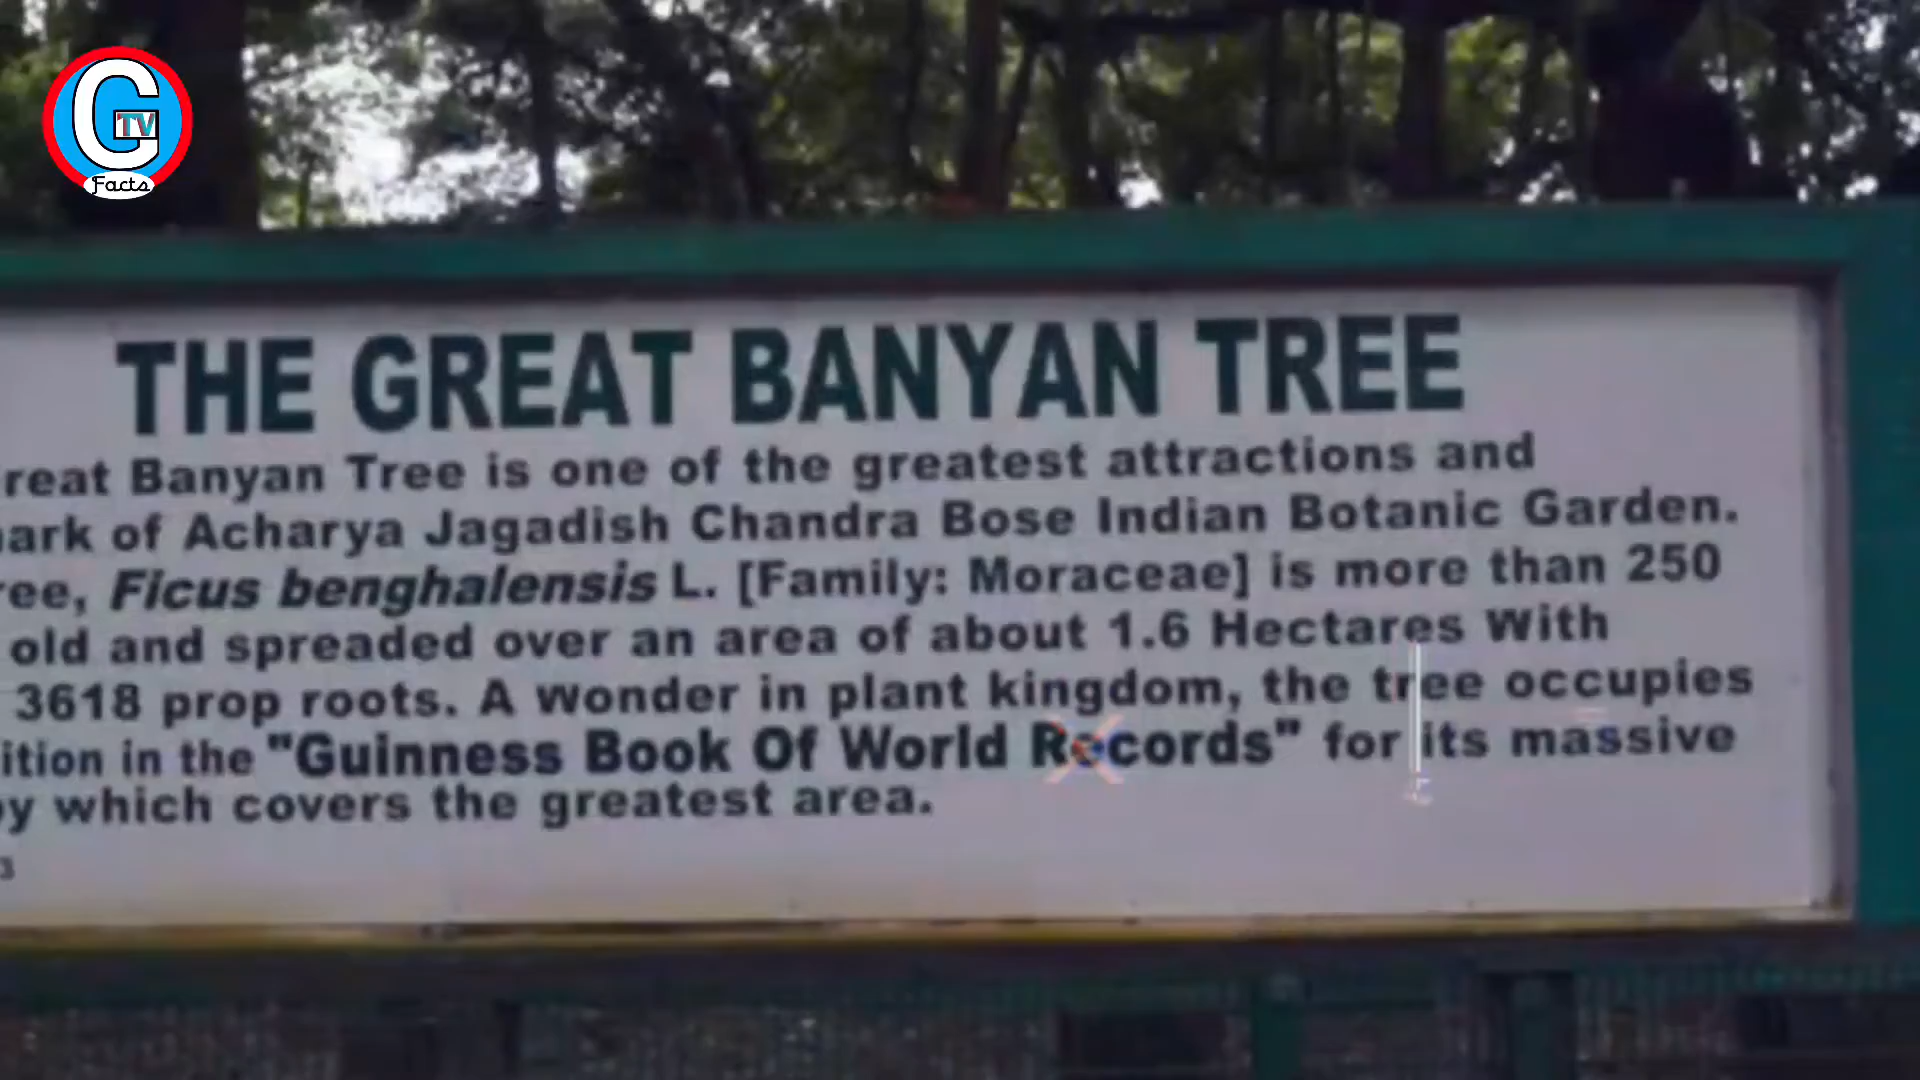 G
TV
Facts
THE GREAT BANYAN TREE
reat Banyan Tree is one of the greatest attractions and
ark of Acharya Jagadish Chandra Bose Indian Botanic Garden.
ree, Ficus benghalensis L. [Family: Moraceae] is more than 250
old and spreaded over an area of about 1.6 Hectares With
3618 prop roots. A wonder in plant kingdom, the tree occupies
ition in the "Guinness Book Of World Records" for its massive
y which covers the greatest area.
3